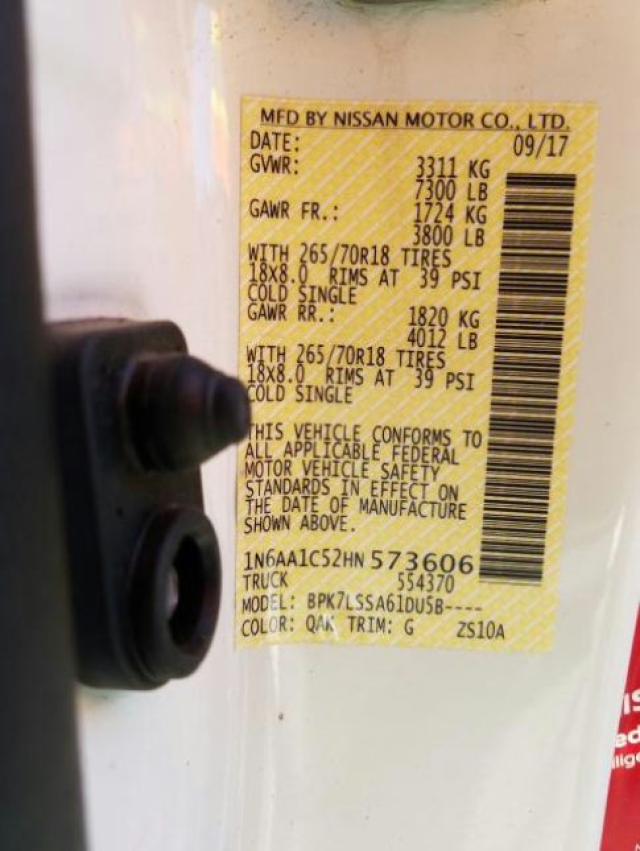 MFD BY NISSAN MOTOR CO., LTD.
DATE: 09/17
GVWR: 3311 KG
7300 LB
GAWR FR.: 1724 KG
3800 LB
WITH 265/70R18 TIRES
18X8.0 RIMS AT 39 PSI
COLD SINGLE
GAWR RR.: 1820 KG
4012 LB
WITH 265/70R18 TIRES
18X8.0 RIMS AT 39 PSI
COLD SINGLE
THIS VEHICLE CONFORMS TO
ALL APPLICABLE FEDERAL
MOTOR VEHICLE SAFETY
STANDARDS IN EFFECT ON
THE DATE OF MANUFACTURE
SHOWN ABOVE.
1N6AA1C52HN 573606
TRUCK 554370
MODEL: BPK7LSSA61DU5B----
COLOR: QAK TRIM: G ZS10A